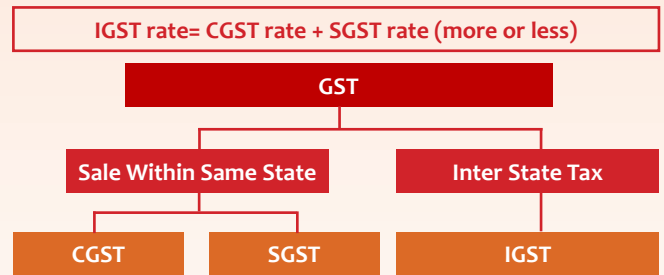 IGST rate= CGST rate + SGST rate (more or less)
GST
Sale Within Same State
Inter State Tax
CGST
SGST
IGST